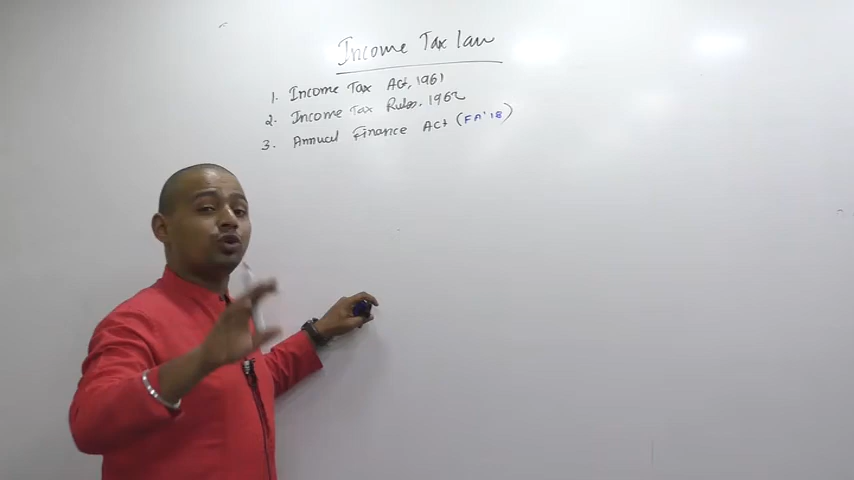 Income Tax law
1. Income Tax Act, 1961
2. Income Tax Rules, 1962
3. Annual Finance Act (FA'18)